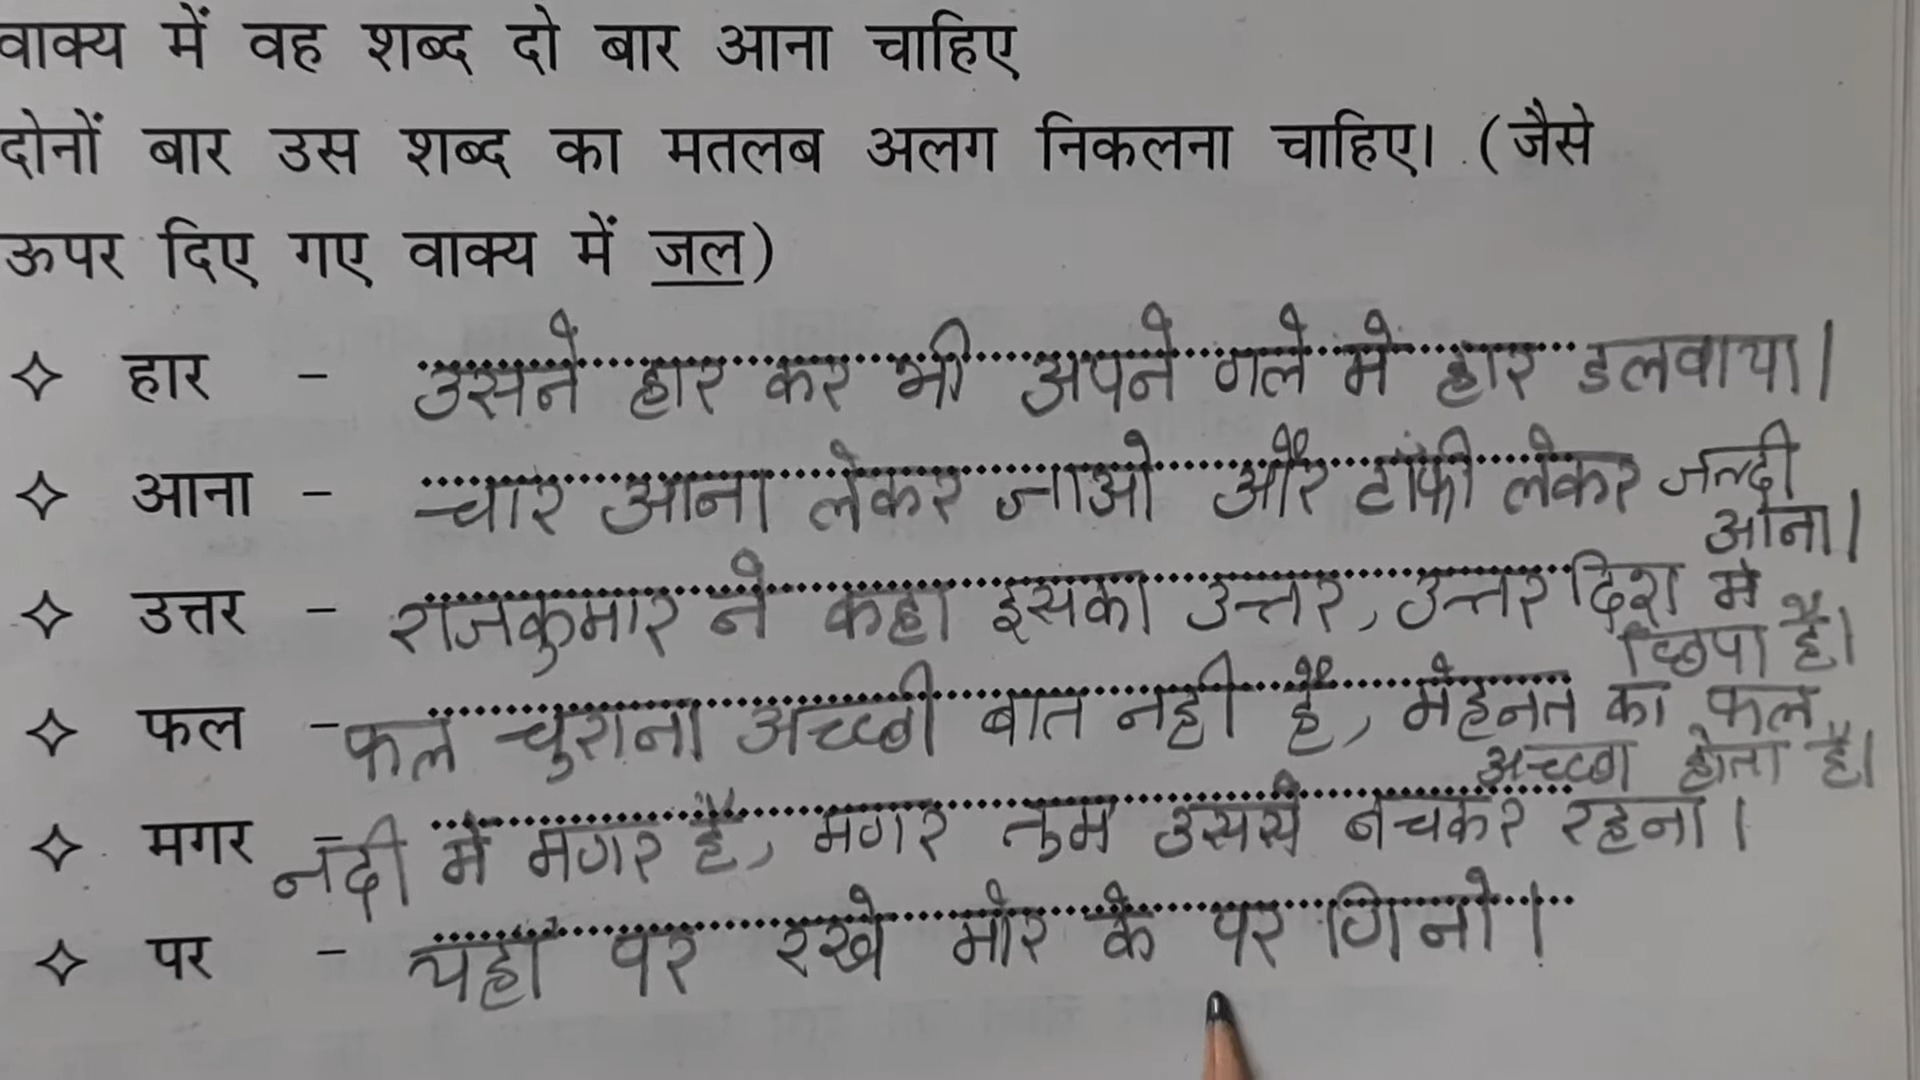 वाक्य में वह शब्द दो बार आना चाहिए
दोनों बार उस शब्द का मतलब अलग निकलना चाहिए। (जैसे
ऊपर दिए गए वाक्य में जल)
हार - उसने हार कर भी अपने गले मे हार डलवाया।
आना - चार आना लेकर जाओ और टॉफी लेकर जल्दी
आना।
उत्तर - राजकुमार ने कहा इसका उत्तर, उत्तर दिशा मे
छिपा है।
फल - फल चुराना अच्छी बात नही है, मेहनत का फल
अच्छा होता है।
मगर - नदी में मगर है, मगर तुम उससे बचकर रहना।
पर - यहाँ पर रखे मोर के पर गिनो।